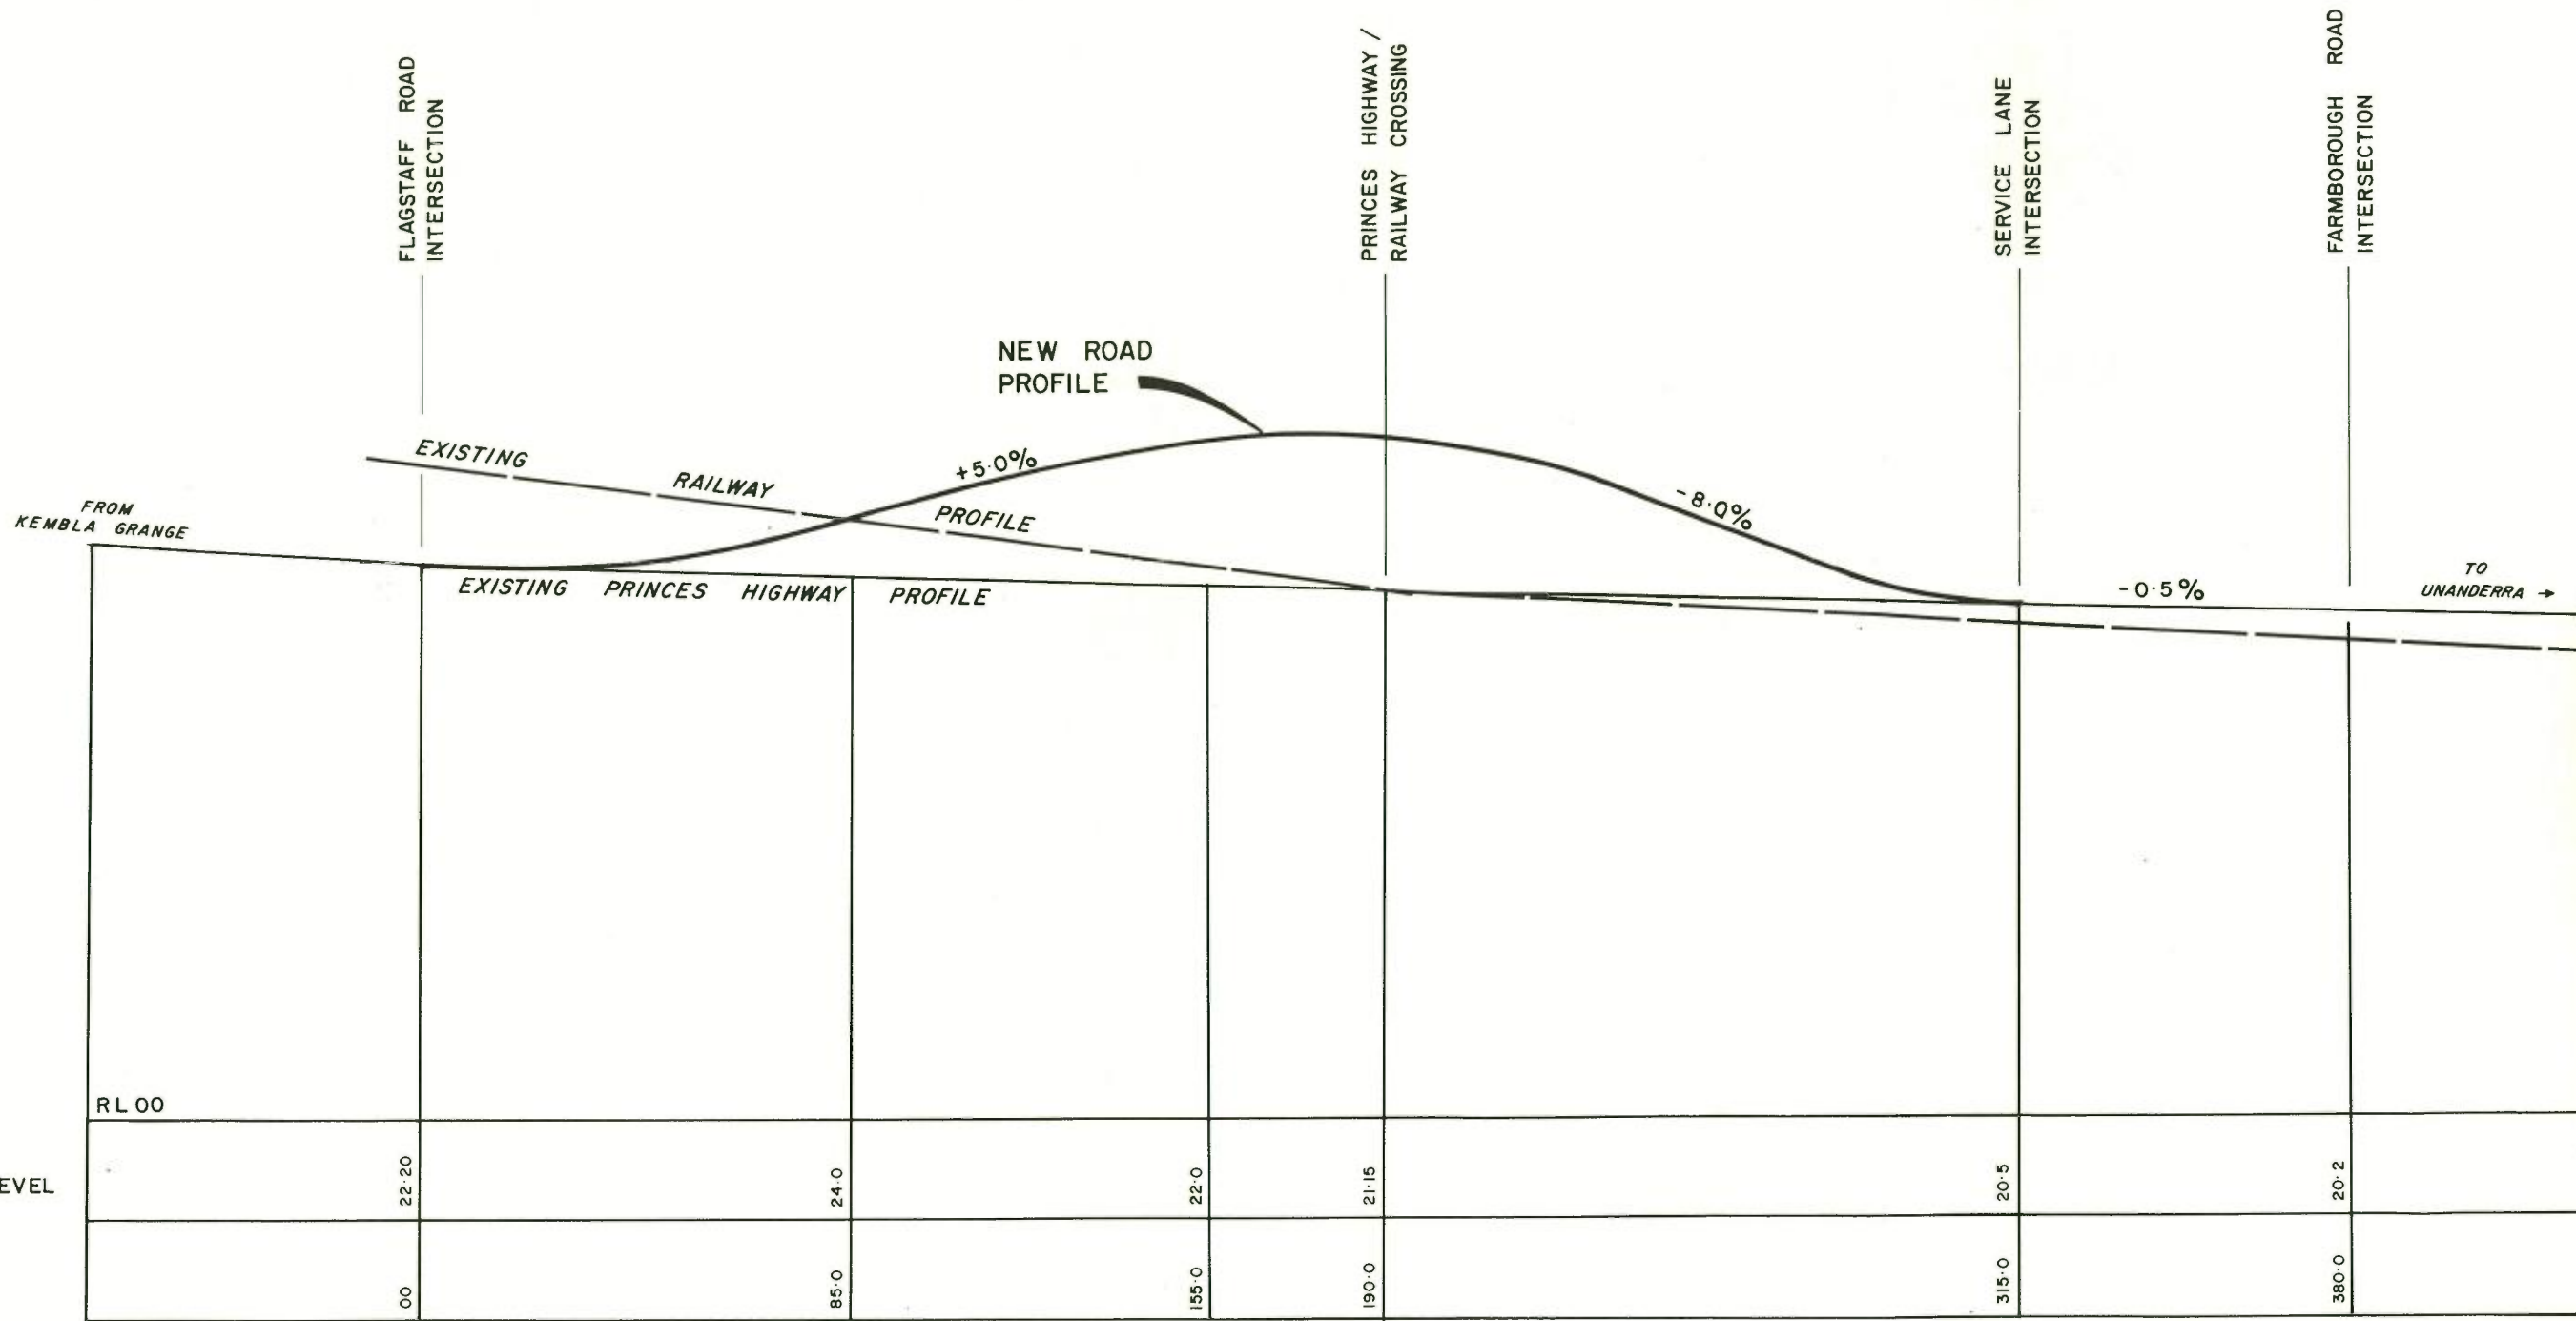 FLAGSTAFF ROAD
INTERSECTION
PRINCES HIGHWAY /
RAILWAY CROSSING
SERVICE LANE
INTERSECTION
FARMBOROUGH ROAD
INTERSECTION
NEW ROAD
PROFILE
EXISTING RAILWAY PROFILE
+5·0%
-8·0%
FROM
KEMBLA GRANGE
EXISTING PRINCES HIGHWAY PROFILE
-0·5%
TO
UNANDERRA →
RL 00
EVEL
22·20
24·0
22·0
21·15
20·5
20·2
00
85·0
155·0
190·0
315·0
380·0